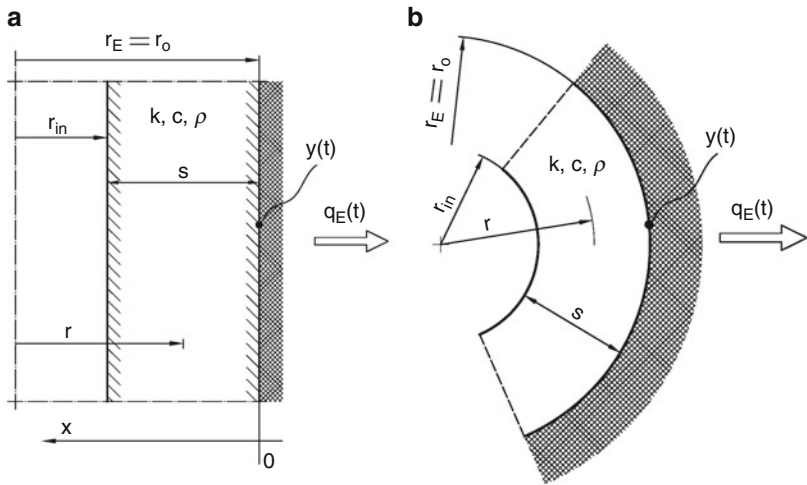 a
r_E = r_o
r_in
k, c, ρ
y(t)
s
q_E(t)
r
x
0
b
r_E = r_o
r_in
k, c, ρ
y(t)
r
q_E(t)
s